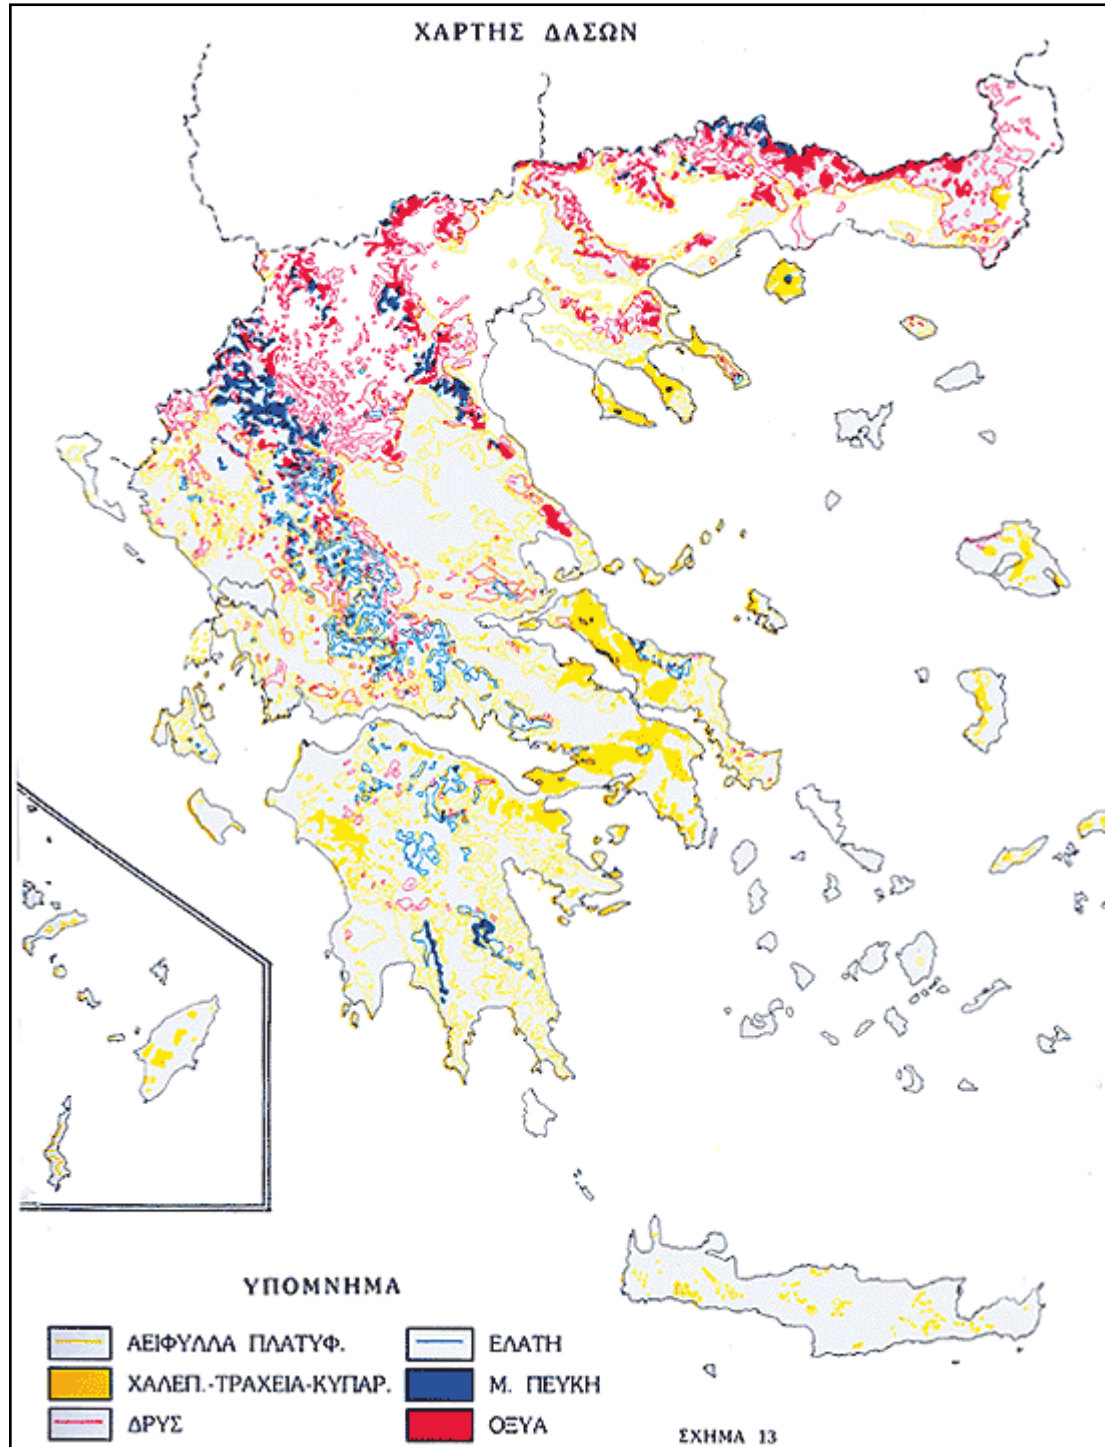 ΧΑΡΤΗΣ ΔΑΣΩΝ
ΥΠΟΜΝΗΜΑ
ΑΕΙΦΥΛΛΑ ΠΛΑΤΥΦ.
ΧΑΛΕΠ.-ΤΡΑΧΕΙΑ-ΚΥΠΑΡ.
ΔΡΥΣ
ΕΛΑΤΗ
Μ. ΠΕΥΚΗ
ΟΞΥΑ
ΣΧΗΜΑ 13